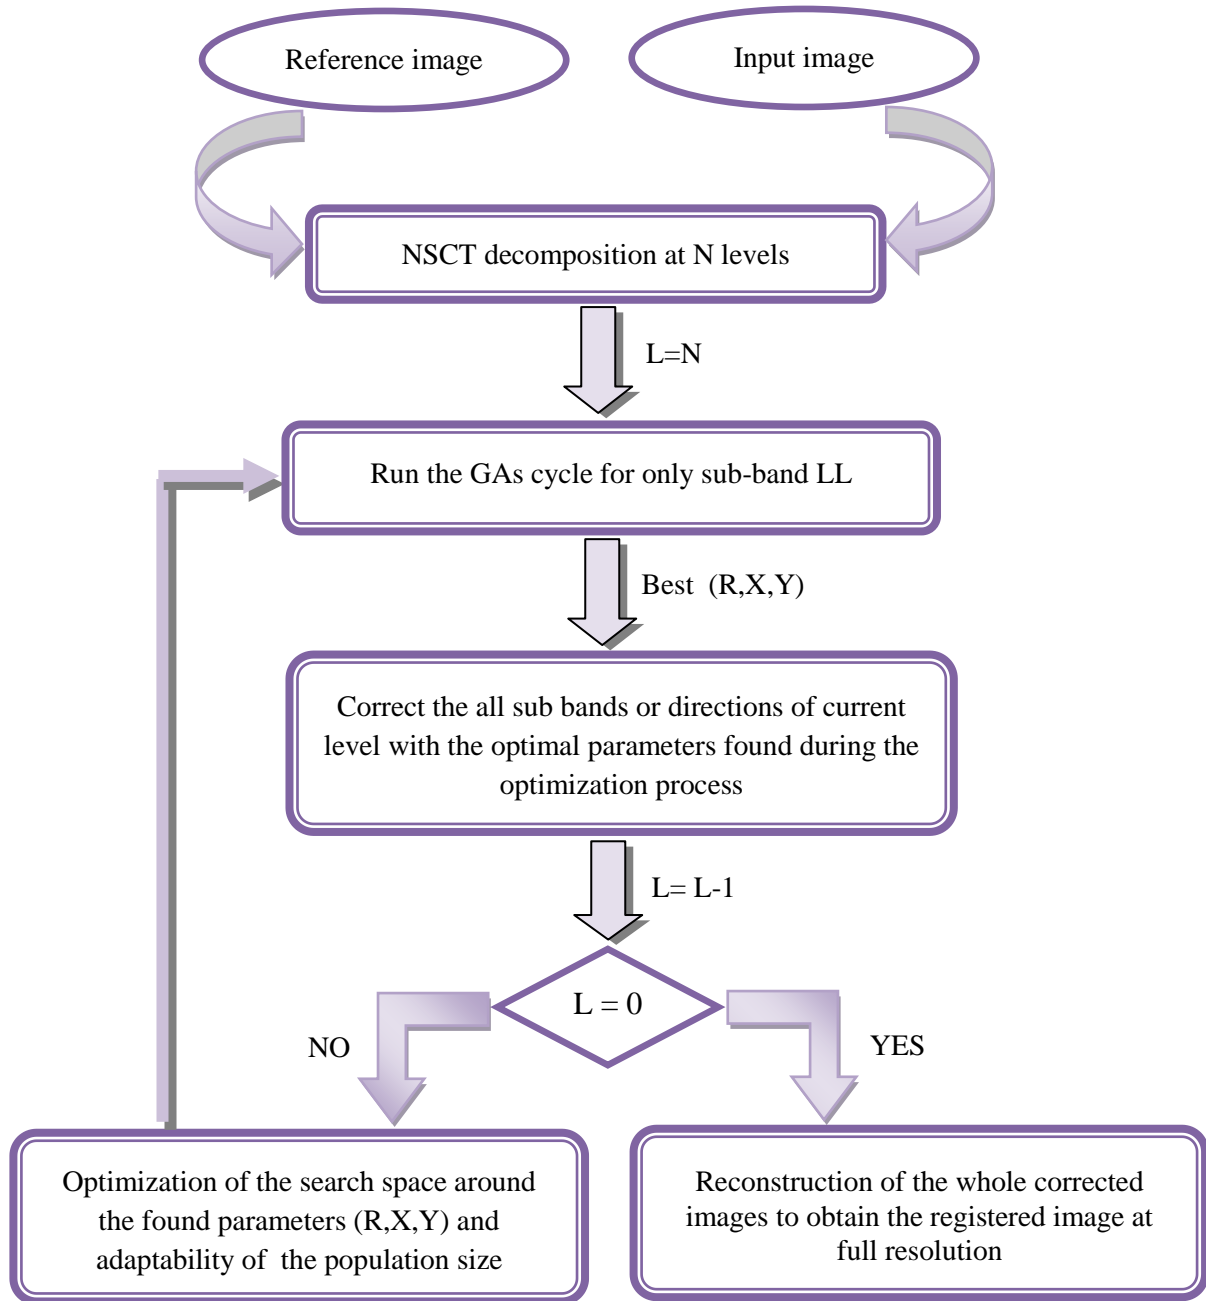 Reference image
Input image
NSCT decomposition at N levels
L=N
Run the GAs cycle for only sub-band LL
Best (R,X,Y)
Correct the all sub bands or directions of current
level with the optimal parameters found during the
optimization process
L= L-1
L = 0
NO
YES
Optimization of the search space around
the found parameters (R,X,Y) and
adaptability of the population size
Reconstruction of the whole corrected
images to obtain the registered image at
full resolution